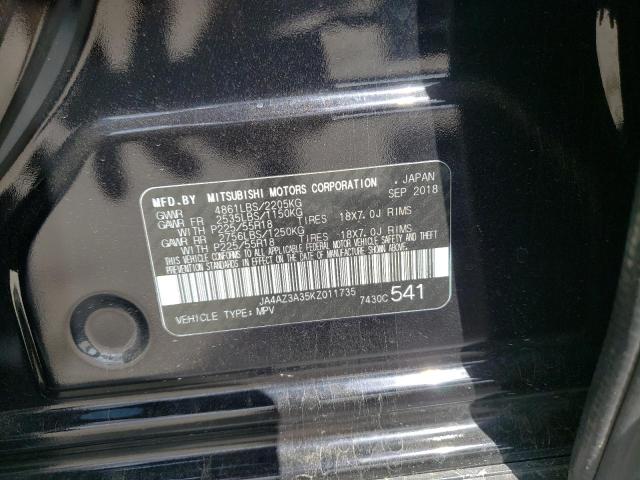 MFD.BY MITSUBISHI MOTORS CORPORATION , JAPAN
GVWR 4861LBS/2205KG SEP 2018
GAWR FR 2535LBS/1150KG
WITH P225/55R18 TIRES 18X7.0J RIMS
GAWR RR 2756LBS/1250KG
WITH P225/55R18 TIRES 18X7.0J RIMS
THIS VEHICLE CONFORMS TO ALL APPLICABLE FEDERAL MOTOR VEHICLE SAFETY AND THEFT
PREVENTION STANDARDS IN EFFECT ON THE DATE OF MANUFACTURE SHOWN ABOVE.
JA4AZ3A35KZ011735
VEHICLE TYPE: MPV 7430C 541